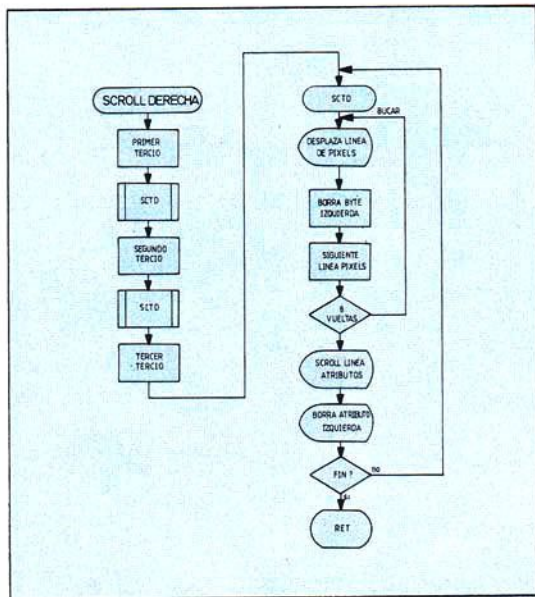 SCROLL DERECHA
PRIMER
TERCIO
SCTD
SEGUNDO
TERCIO
SCTD
TERCER
TERCIO
SCTD
BUCAR
DESPLAZA LINEA
DE PIXELS
BORRA BYTE
IZQUIERDA
SIGUIENTE
LINEA PIXELS
VUELTAS
SCROLL LINEA
ATRIBUTOS
BORRA ATRIBUTO
IZQUIERDA
FIN ?
no
si
RET